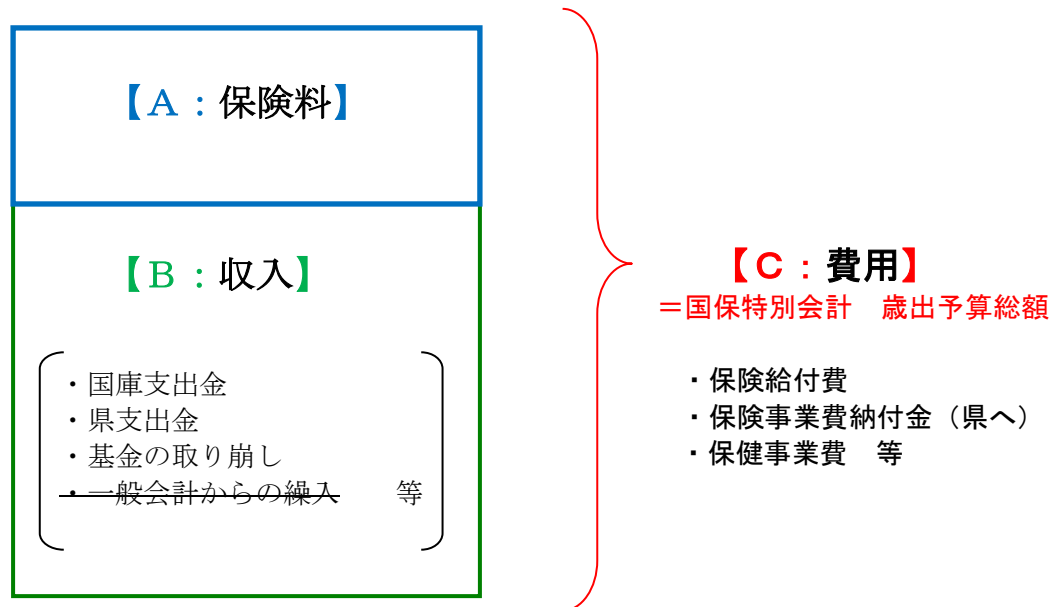 【A：保険料】
【B：収入】
・国庫支出金
・県支出金
・基金の取り崩し
・一般会計からの繰入　　等
【C：費用】
＝国保特別会計　歳出予算総額
・保険給付費
・保険事業費納付金（県へ）
・保健事業費　等